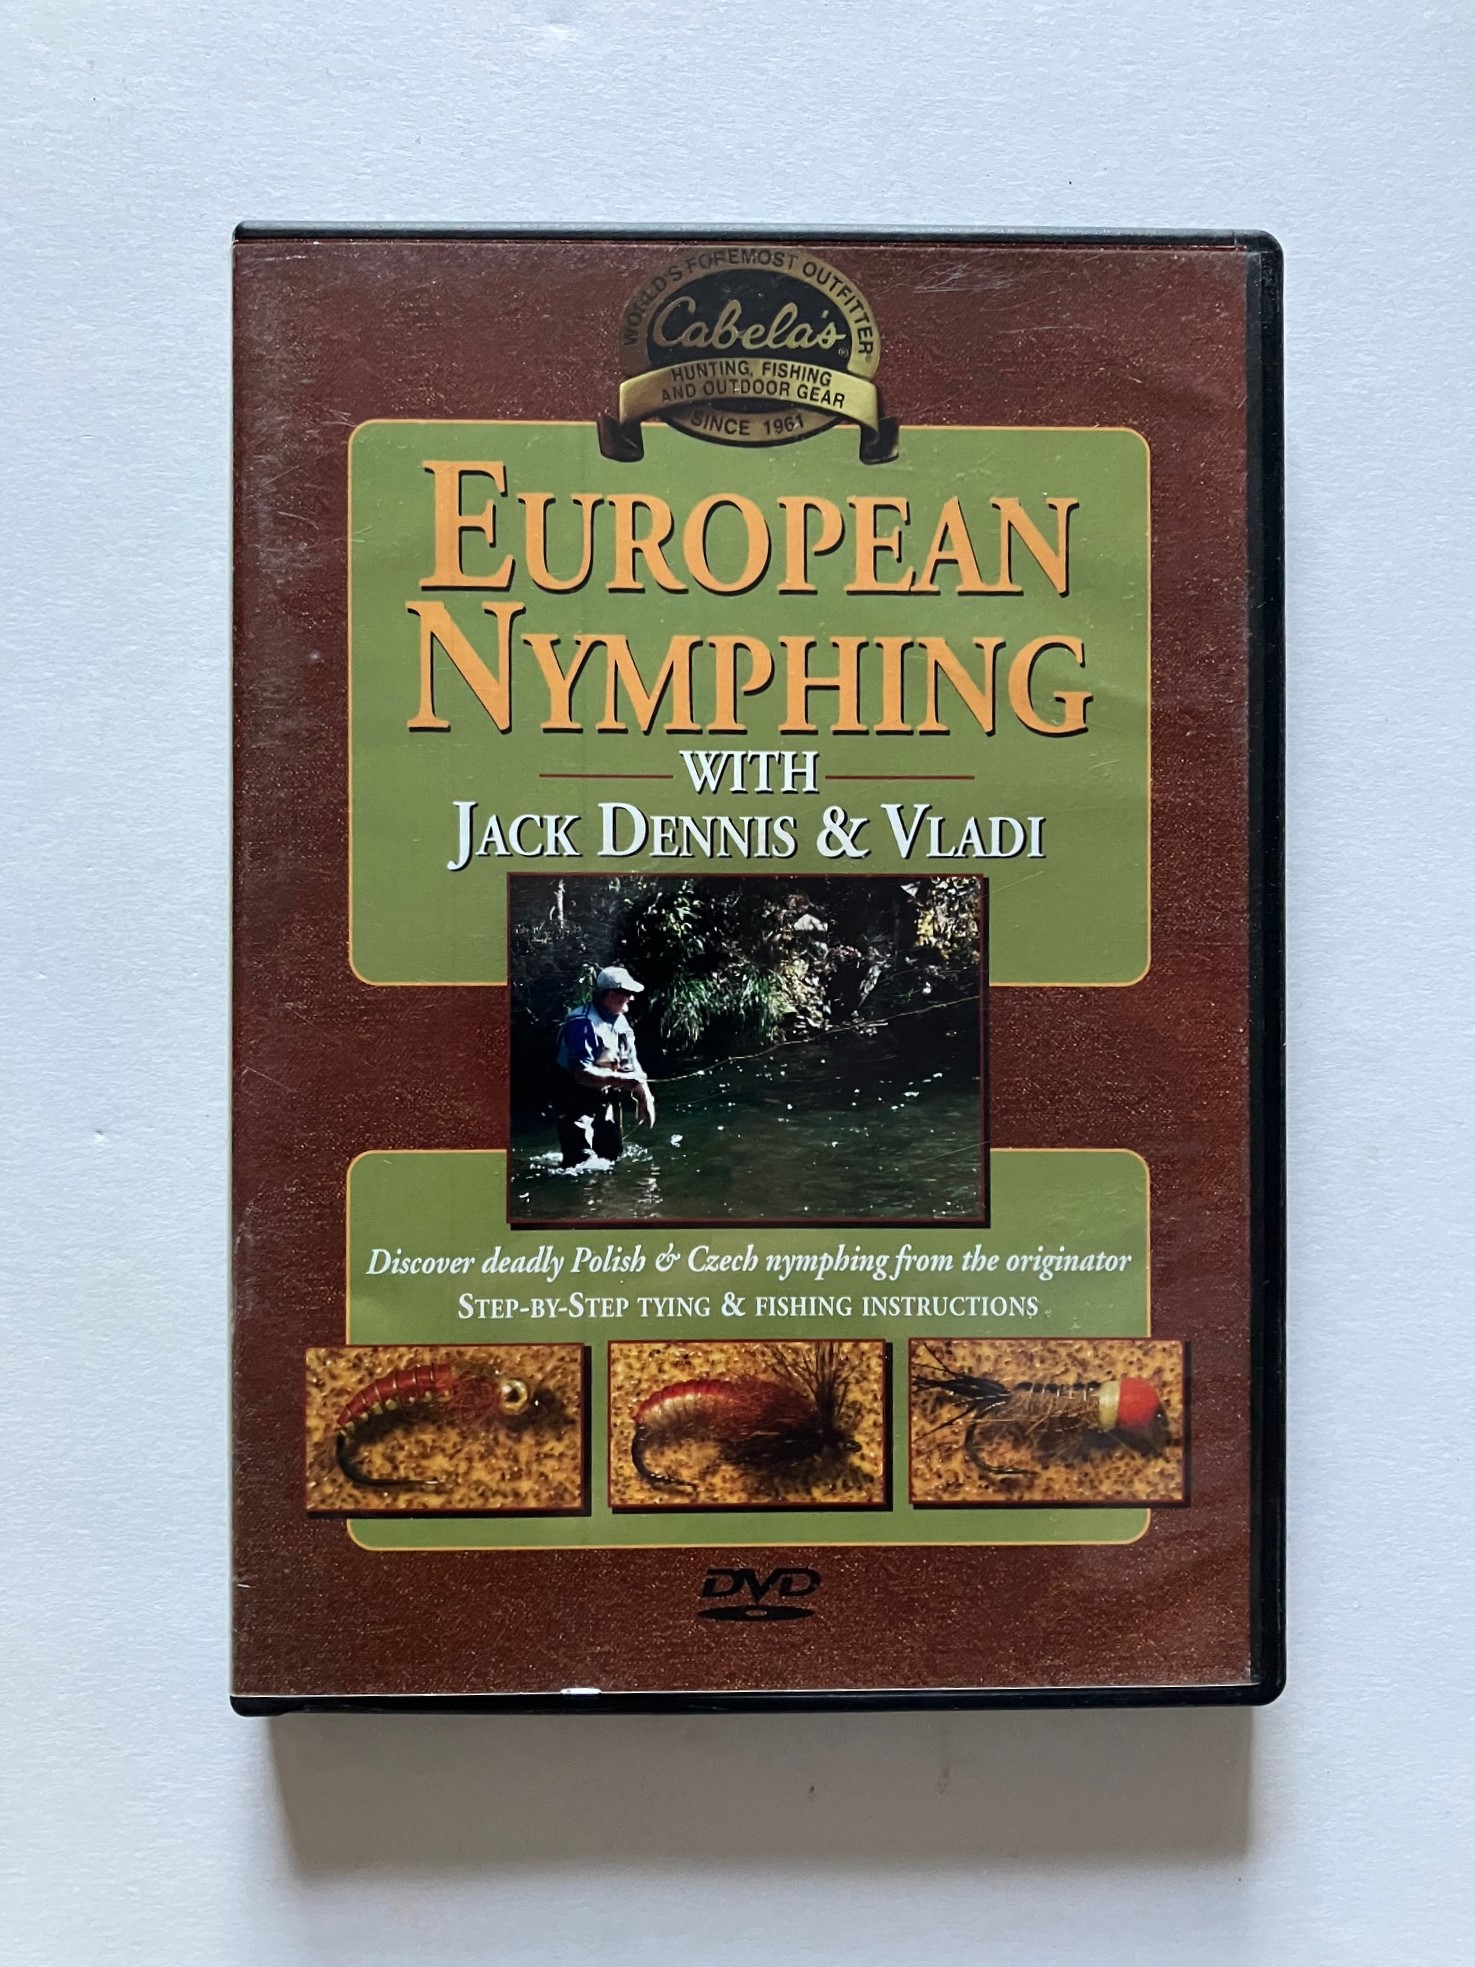 WORLD'S FOREMOST OUTFITTER®
Cabela's®
HUNTING, FISHING
AND OUTDOOR GEAR
SINCE 1961
EUROPEAN
NYMPHING
WITH
JACK DENNIS & VLADI
Discover deadly Polish & Czech nymphing from the originator
STEP-BY-STEP TYING & FISHING INSTRUCTIONS
DVD